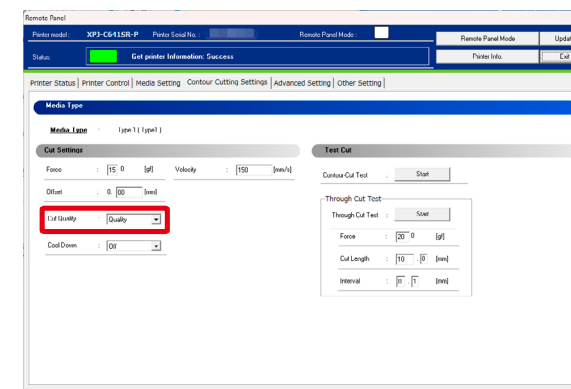 Remote Panel
Printer model : XPJ-C641SR-P Printer Serial No. : Remote Panel Mode : Remote Panel Mode Updat
Status: Get printer Information: Success Printer Info. Exit
Printer Status Printer Control Media Setting Contour Cutting Settings Advanced Setting Other Setting
Media Type
Media Type : Type 1 [ Type1 ]
Cut Settings Test Cut
Force : 15 0 [gf] Velocity : 150 [mm/s] Contour-Cut Test : Start
Offset : 0. 00 [mm] Through Cut Test
Cut Quality : Quality Through Cut Test : Start
Force : 20 0 [gf]
Cool Down : Off Cut Length : 10 . 0 [mm]
Interval : 0 . 1 [mm]